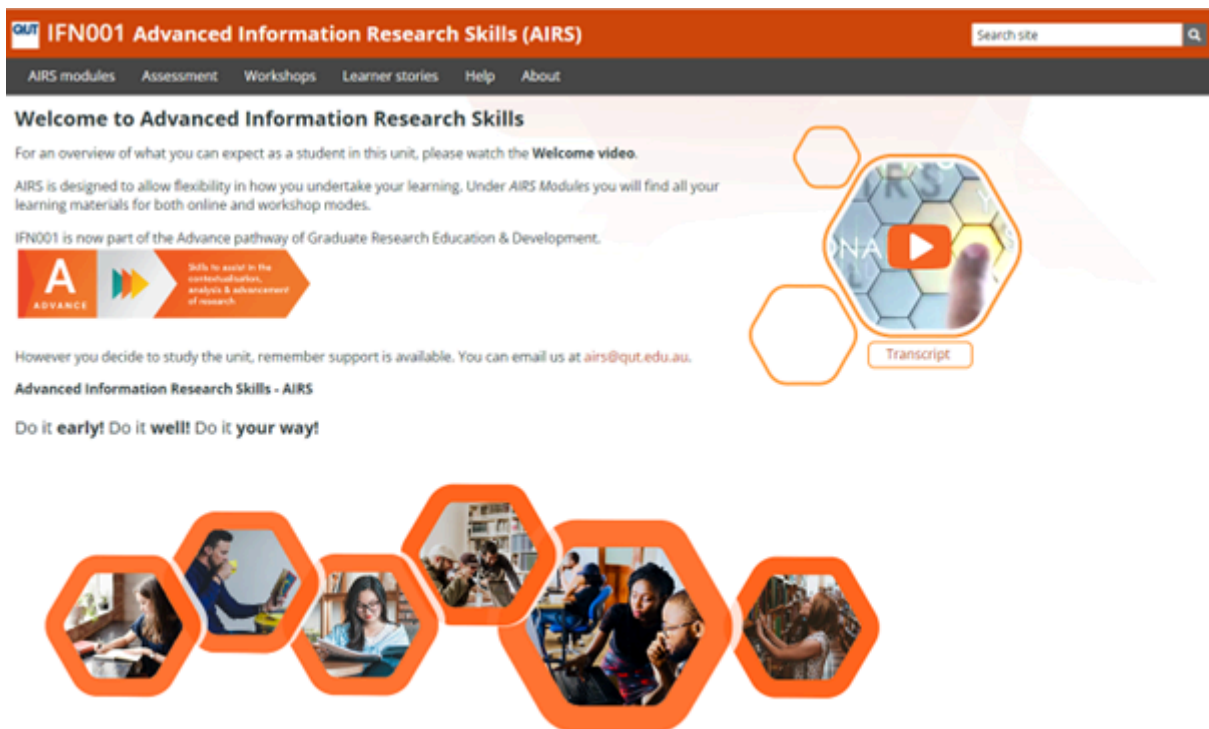 QUT IFN001 Advanced Information Research Skills (AIRS)
Search site
AIRS modules Assessment Workshops Learner stories Help About
Welcome to Advanced Information Research Skills
For an overview of what you can expect as a student in this unit, please watch the Welcome video.
AIRS is designed to allow flexibility in how you undertake your learning. Under AIRS Modules you will find all your
learning materials for both online and workshop modes.
IFN001 is now part of the Advance pathway of Graduate Research Education & Development.
A
ADVANCE
Skills to assist in the
contextualisation,
analysis & advancement
of research
IRS
Transcript
However you decide to study the unit, remember support is available. You can email us at airs@qut.edu.au.
Advanced Information Research Skills - AIRS
Do it early! Do it well! Do it your way!